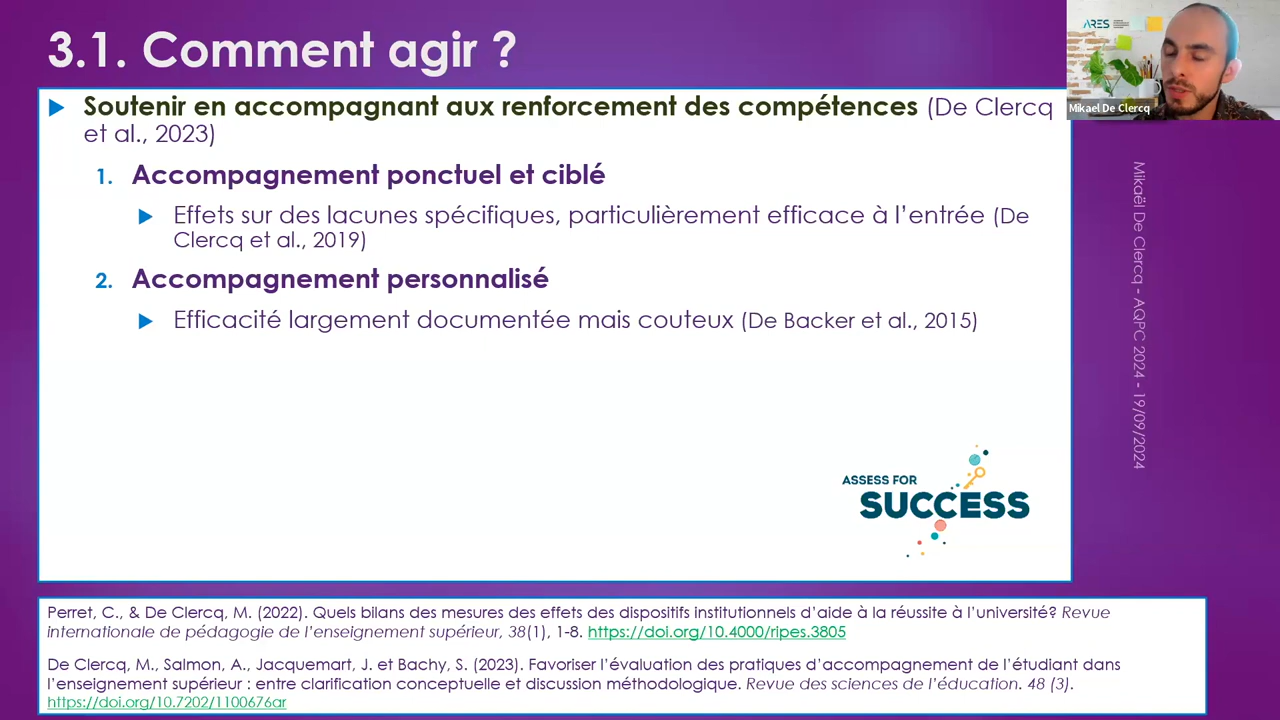 3.1. Comment agir ?
ARES
Mikael De Clercq
Soutenir en accompagnant aux renforcement des compétences (De Clercq
et al., 2023)
1. Accompagnement ponctuel et ciblé
Effets sur des lacunes spécifiques, particulièrement efficace à l'entrée (De
Clercq et al., 2019)
2. Accompagnement personnalisé
Efficacité largement documentée mais couteux (De Backer et al., 2015)
ASSESS FOR
SUCCESS
Mikaël De Clercq - AQPC 2024 - 19/09/2024
Perret, C., & De Clercq, M. (2022). Quels bilans des mesures des effets des dispositifs institutionnels d'aide à la réussite à l'université? Revue
internationale de pédagogie de l'enseignement supérieur, 38(1), 1-8. https://doi.org/10.4000/ripes.3805
De Clercq, M., Salmon, A., Jacquemart, J. et Bachy, S. (2023). Favoriser l'évaluation des pratiques d'accompagnement de l'étudiant dans
l'enseignement supérieur : entre clarification conceptuelle et discussion méthodologique. Revue des sciences de l'éducation. 48 (3).
https://doi.org/10.7202/1100676ar